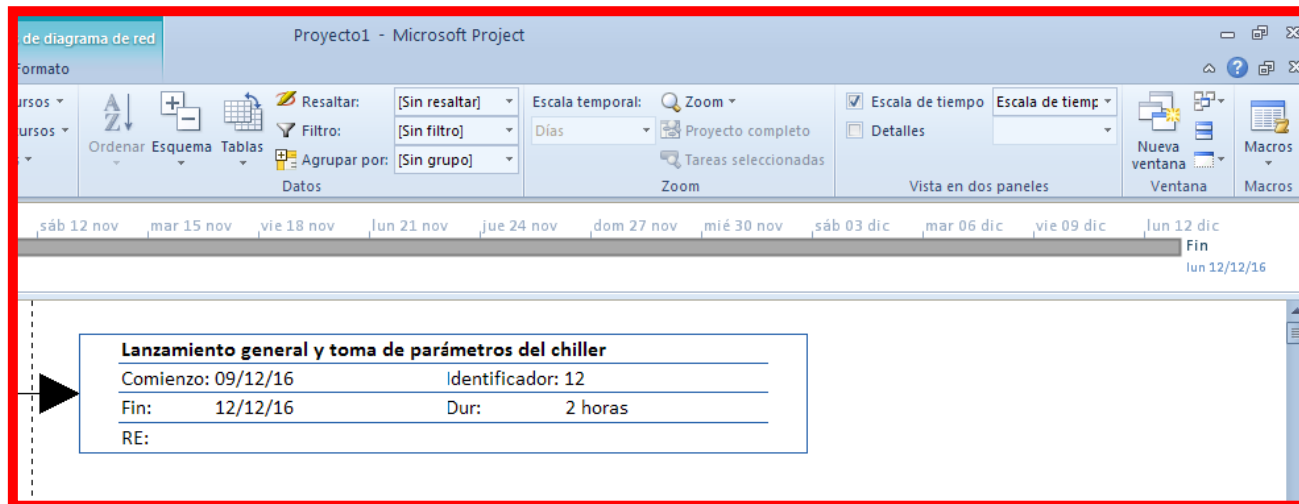 de diagrama de red Proyecto1 - Microsoft Project
Formato
Resaltar: [Sin resaltar] Escala temporal: Zoom Escala de tiempo Escala de tiemp
Filtro: [Sin filtro] Días Proyecto completo Detalles
Ordenar Esquema Tablas Agrupar por: [Sin grupo] Tareas seleccionadas Nueva ventana Macros
Datos Zoom Vista en dos paneles Ventana Macros
sáb 12 nov mar 15 nov vie 18 nov lun 21 nov jue 24 nov dom 27 nov mié 30 nov sáb 03 dic mar 06 dic vie 09 dic lun 12 dic
Fin
lun 12/12/16
Lanzamiento general y toma de parámetros del chiller
Comienzo: 09/12/16 Identificador: 12
Fin: 12/12/16 Dur: 2 horas
RE: